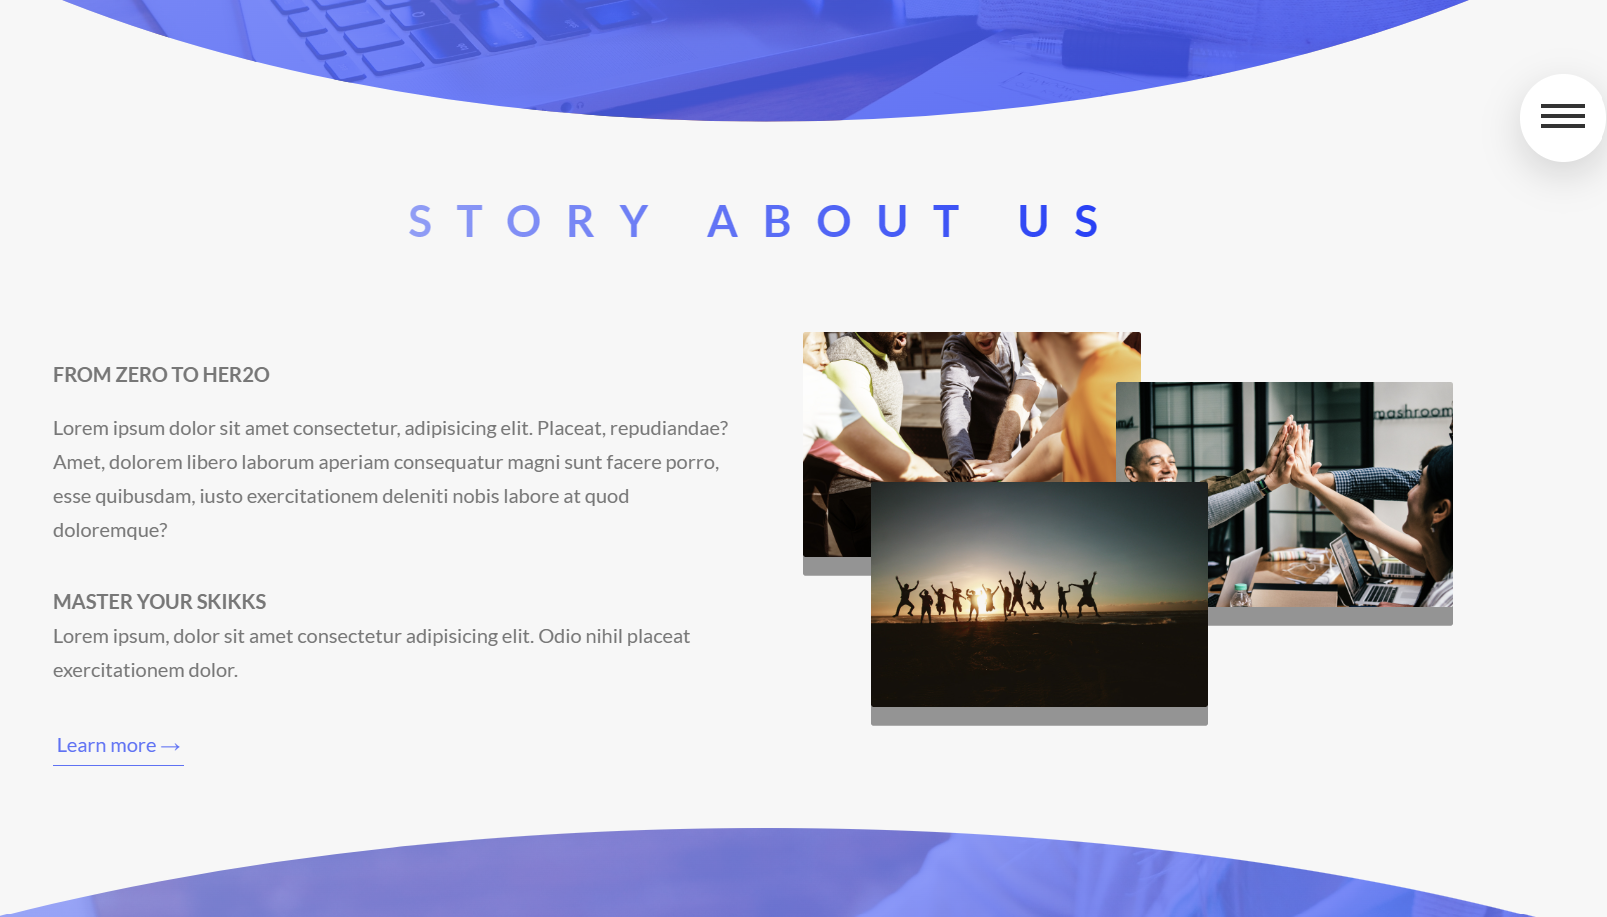 STORY ABOUT US
FROM ZERO TO HER2O
Lorem ipsum dolor sit amet consectetur, adipisicing elit. Placeat, repudiandae?
Amet, dolorem libero laborum aperiam consequatur magni sunt facere porro,
esse quibusdam, iusto exercitationem deleniti nobis labore at quod
doloremque?
MASTER YOUR SKIKKS
Lorem ipsum, dolor sit amet consectetur adipisicing elit. Odio nihil placeat
exercitationem dolor.
Learn more →
mashroom